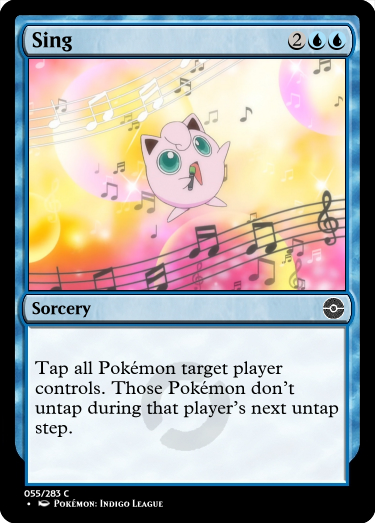 Sing 2
Sorcery
Tap all Pokémon target player
controls. Those Pokémon don't
untap during that player's next untap
step.
055/283 C
• Pokémon: Indigo League